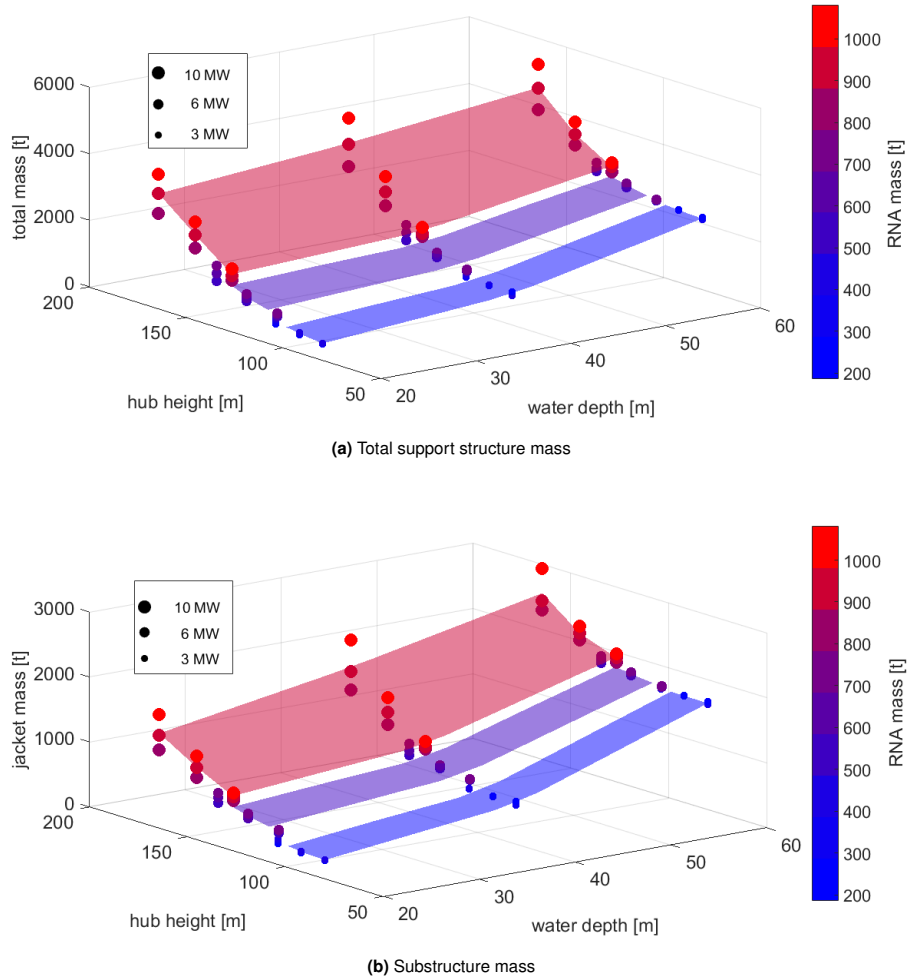 10 MW
6 MW
3 MW
6000
4000
2000
0
total mass [t]
200
150
100
50
hub height [m]
20
30
40
50
60
water depth [m]
1000
900
800
700
600
500
400
300
200
RNA mass [t]
(a) Total support structure mass
10 MW
6 MW
3 MW
3000
2000
1000
0
jacket mass [t]
200
150
100
50
hub height [m]
20
30
40
50
60
water depth [m]
1000
900
800
700
600
500
400
300
200
RNA mass [t]
(b) Substructure mass